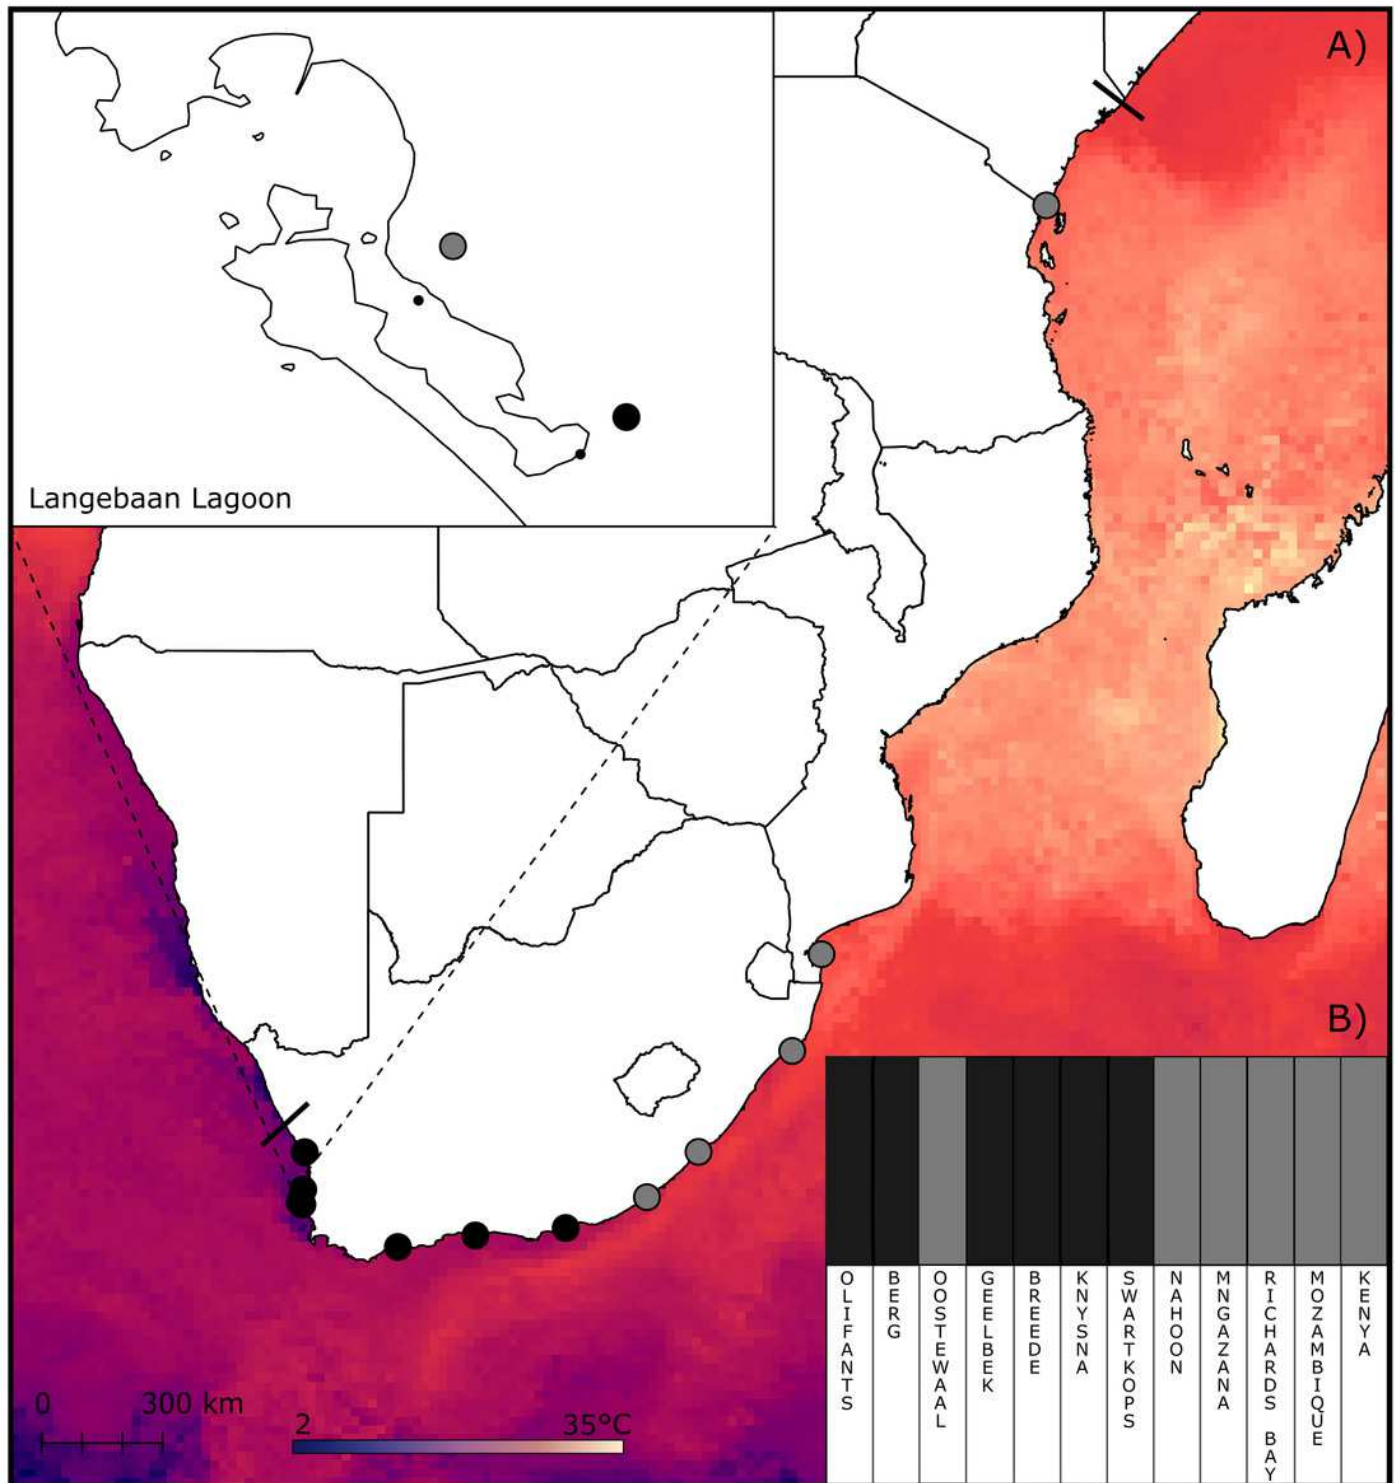 A)
Langebaan Lagoon
B)
OLIFANTS
BERG
OOSTEWAAL
GEELBEK
BREEDE
KNYSNA
SWARTKOPS
NAHOON
MNGAZANA
RICHARDS BAY
MOZAMBIQUE
KENYA
0 300 km
2 35°C